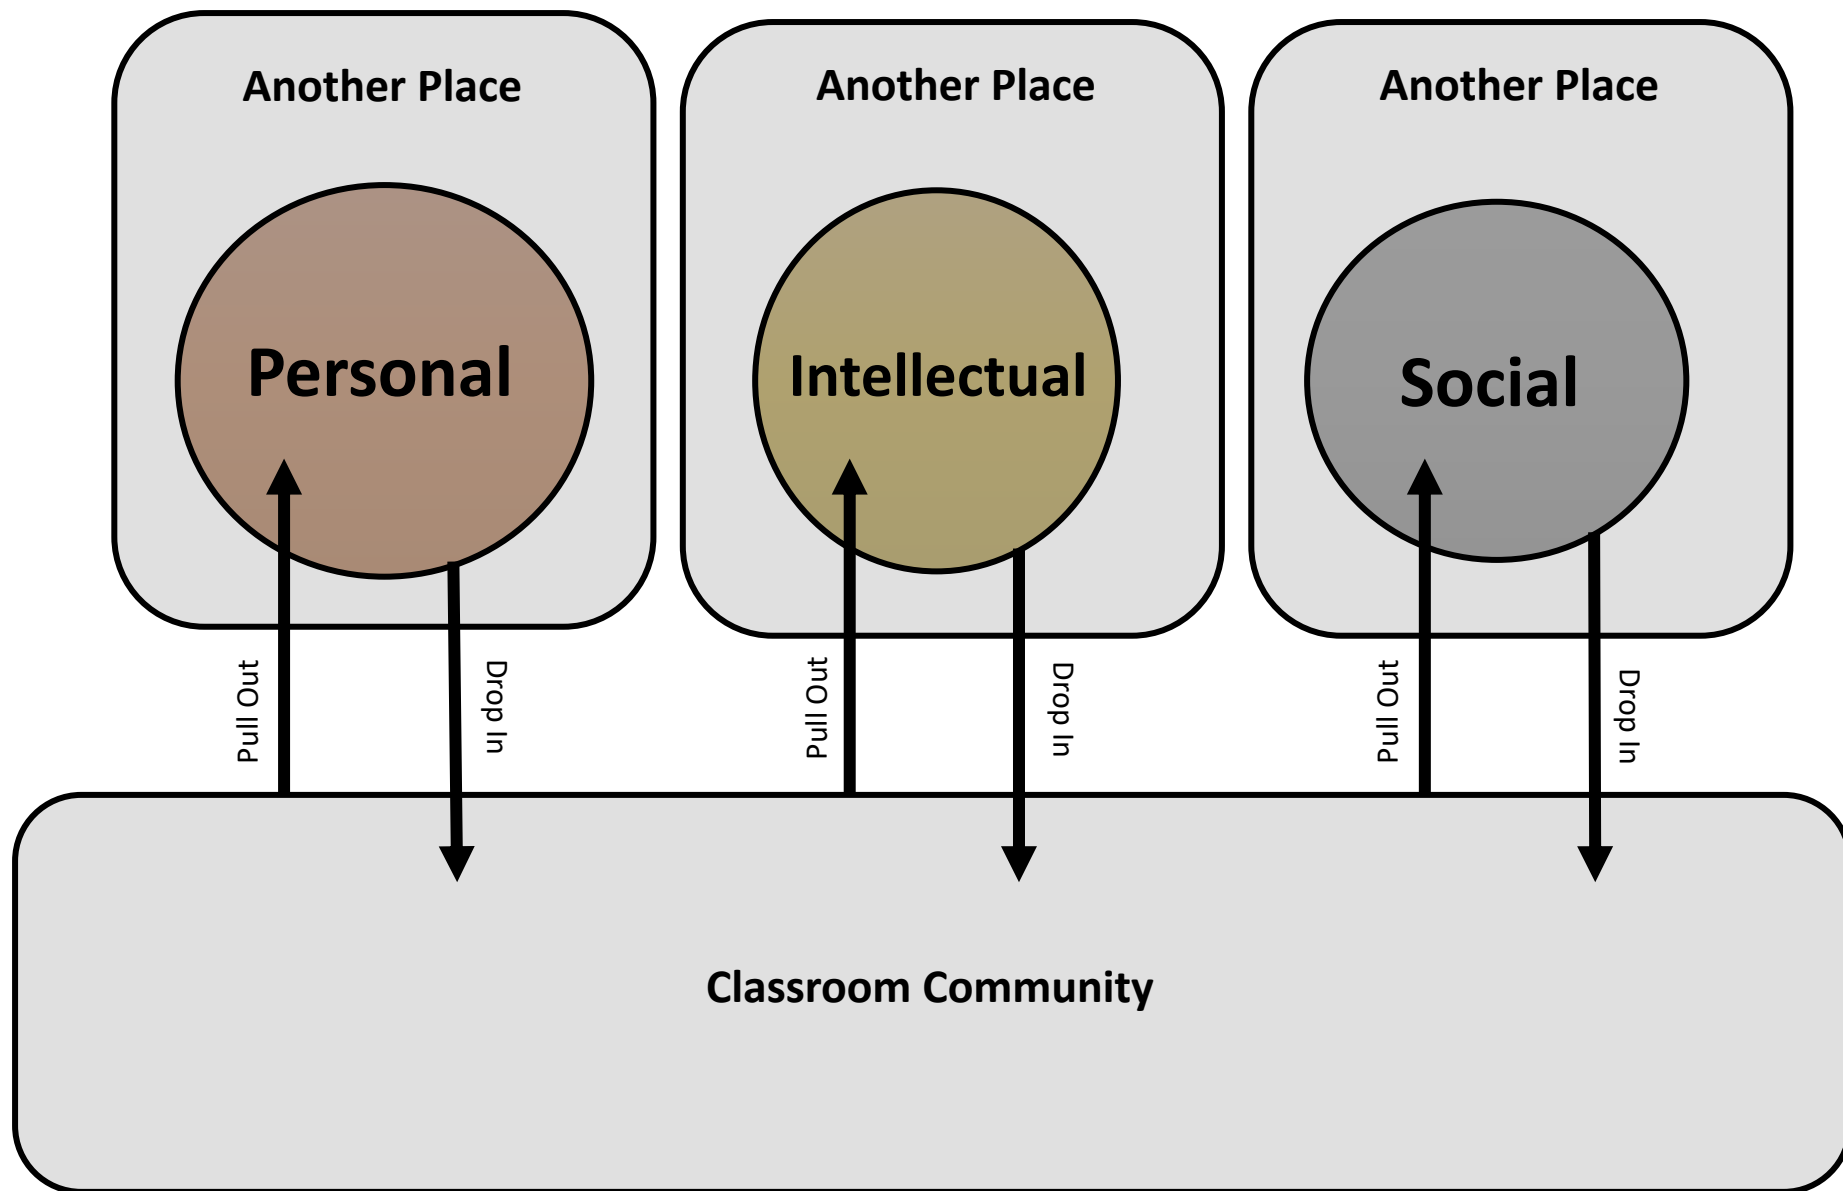 Another Place
Another Place
Another Place
Personal
Intellectual
Social
Pull Out
Drop In
Pull Out
Drop In
Pull Out
Drop In
Classroom Community